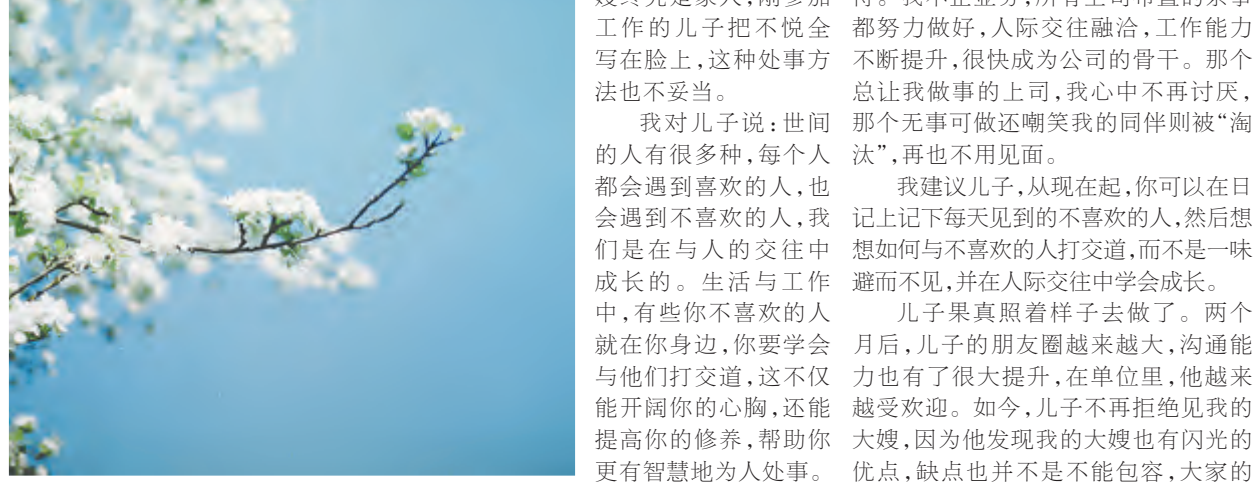 工作的儿子把不悦全
写在脸上,这种处事方
法也不妥当。
我对儿子说:世间
的人有很多种,每个人
都会遇到喜欢的人,也
会遇到不喜欢的人,我
们是在与人的交往中
成长的。生活与工作
中,有些你不喜欢的人
就在你身边,你要学会
与他们打交道,这不仅
能开阔你的心胸,还能
提高你的修养,帮助你
更有智慧地为人处事。
都努力做好,人际交往融洽,工作能力
不断提升,很快成为公司的骨干。那个
总让我做事的上司,我心中不再讨厌,
那个无事可做还嘲笑我的同伴则被“淘
汰”,再也不用见面。
我建议儿子,从现在起,你可以在日
记上记下每天见到的不喜欢的人,然后想
想如何与不喜欢的人打交道,而不是一味
避而不见,并在人际交往中学会成长。
儿子果真照着样子去做了。两个
月后,儿子的朋友圈越来越大,沟通能
力也有了很大提升,在单位里,他越来
越受欢迎。如今,儿子不再拒绝见我的
大嫂,因为他发现我的大嫂也有闪光的
优点,缺点也并不是不能包容,大家的